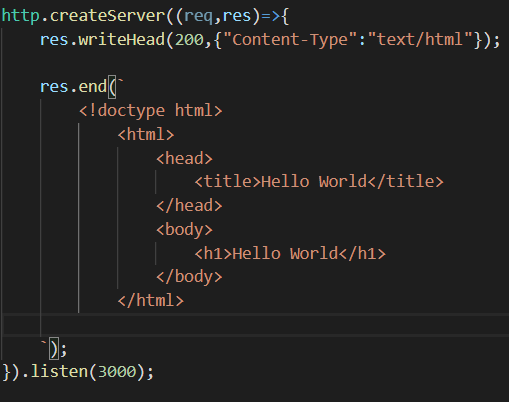 http.createServer((req,res)=>{
    res.writeHead(200,{"Content-Type":"text/html"});
    res.end(`
        <!doctype html>
            <html>
                <head>
                    <title>Hello World</title>
                </head>
                <body>
                    <h1>Hello World</h1>
                </body>
            </html>
    `);
}).listen(3000);